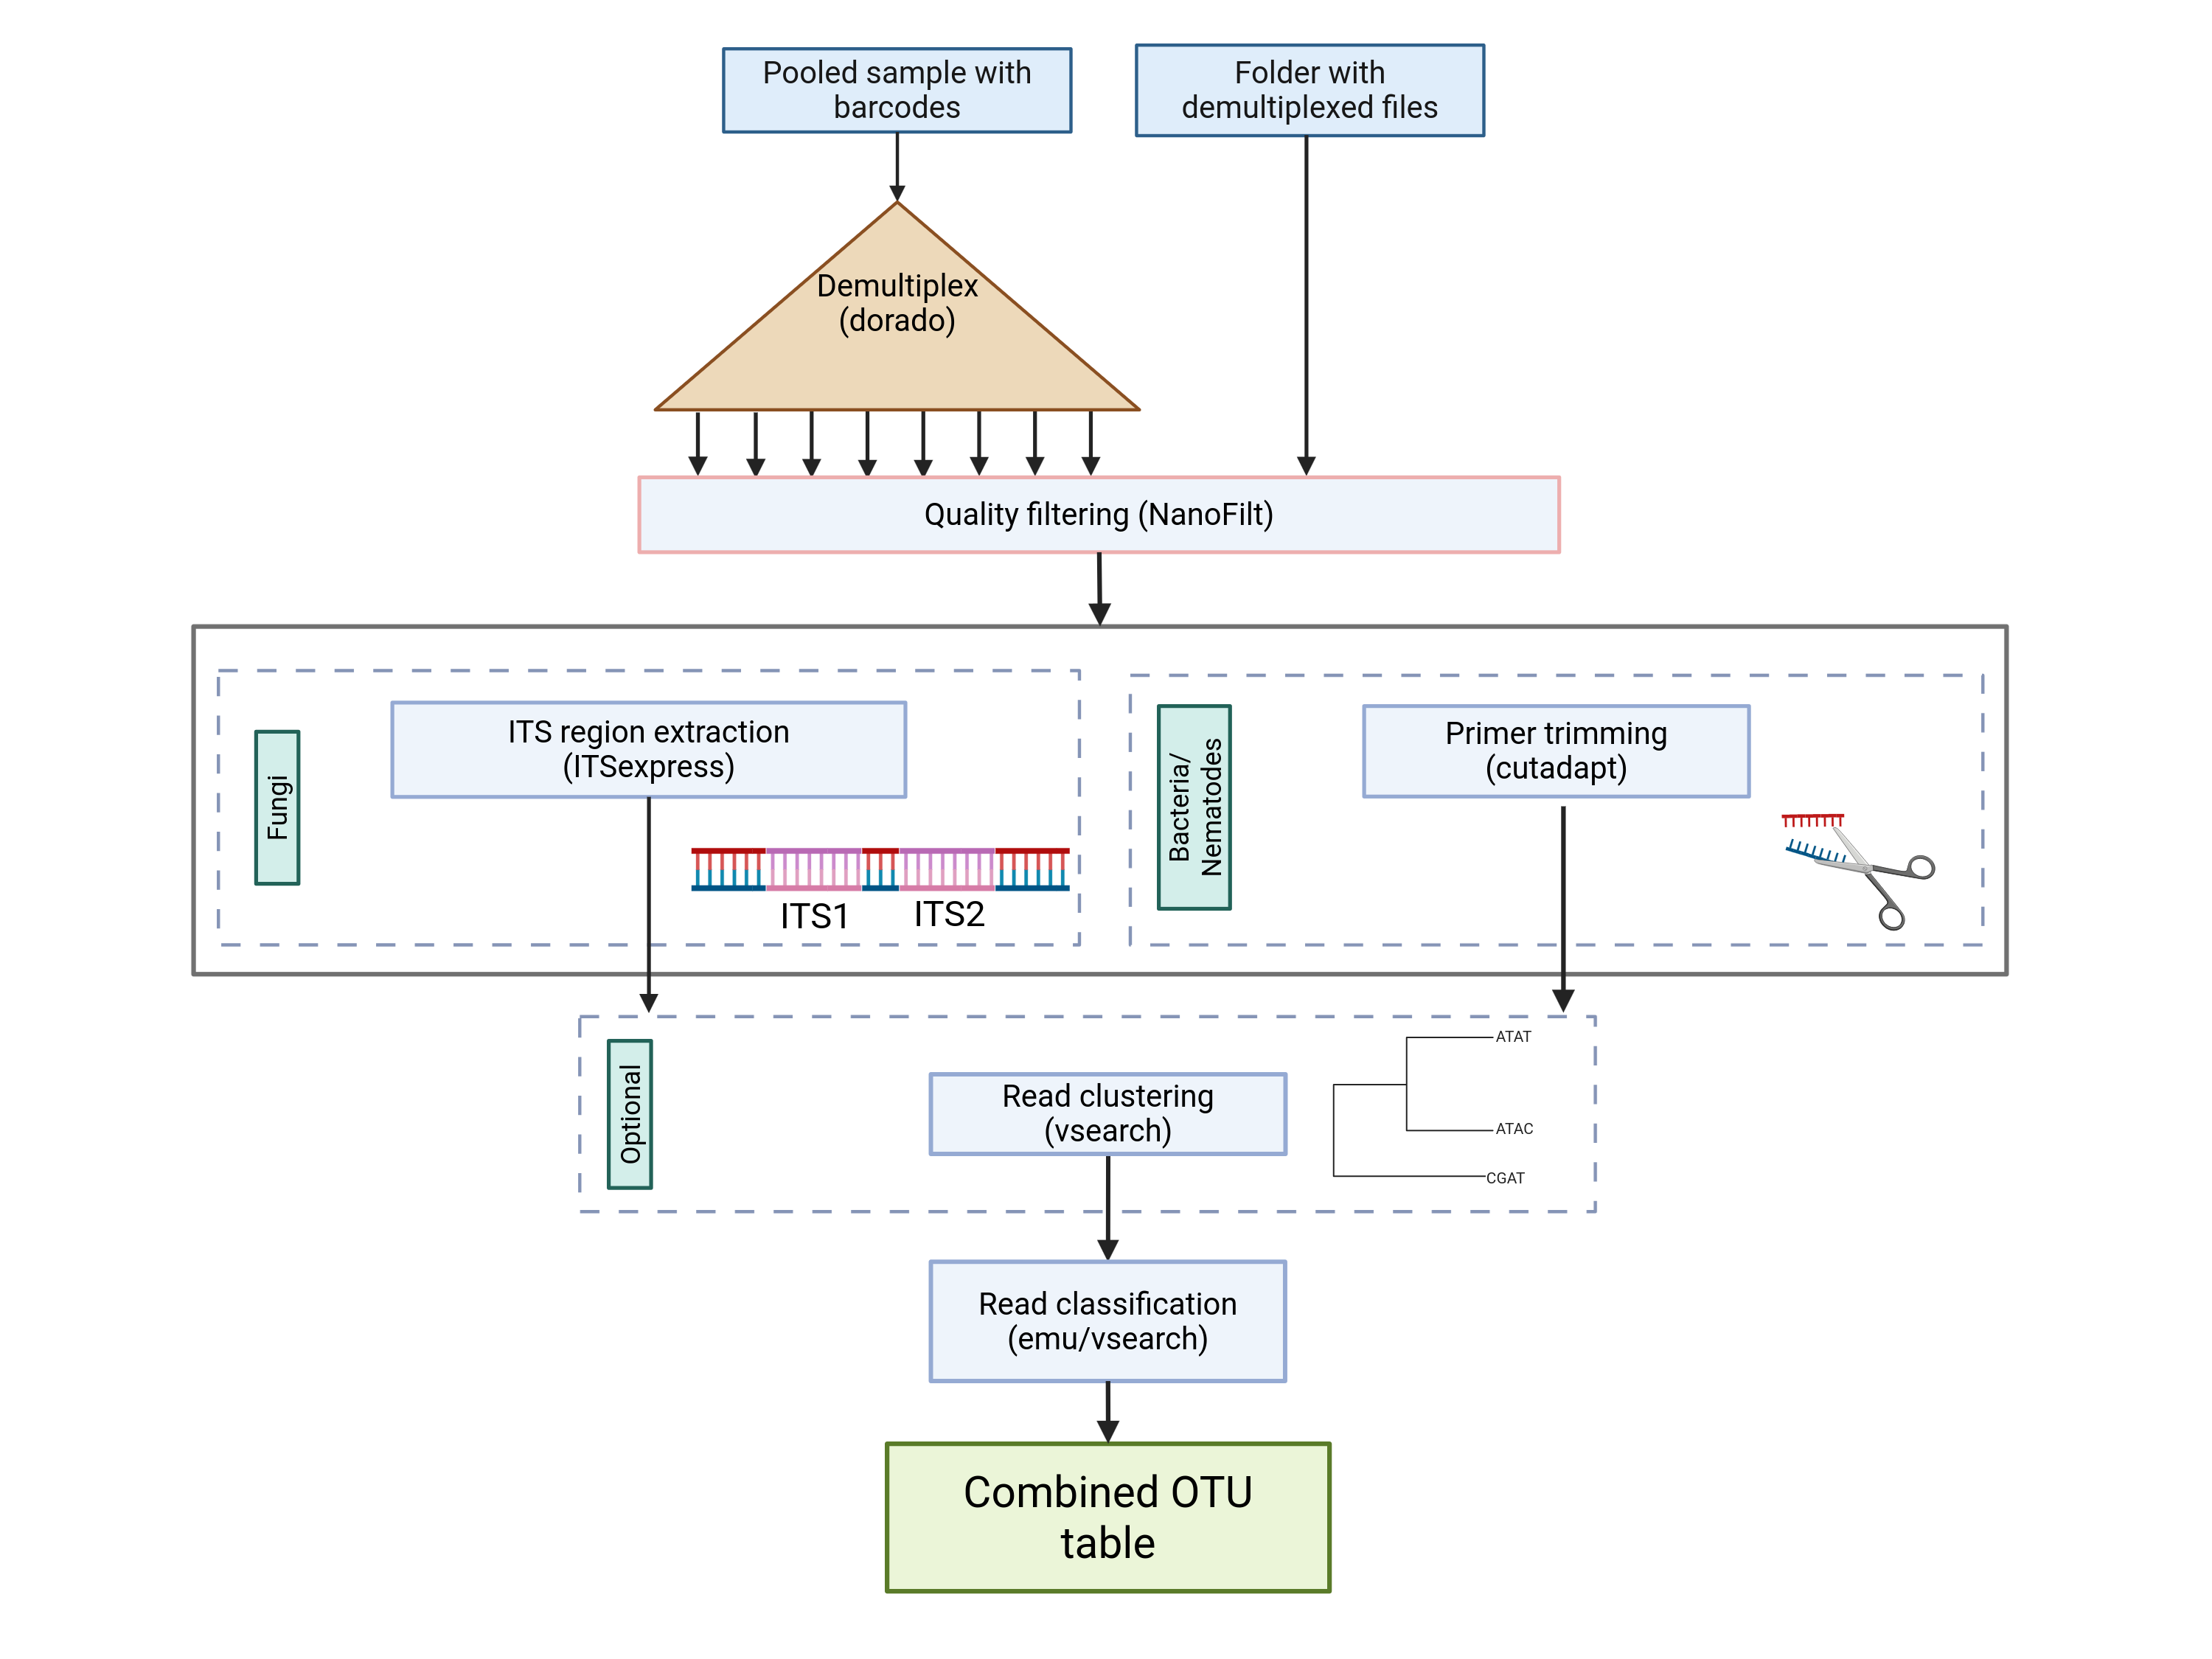 Pooled sample with
barcodes
Folder with
demultiplexed files
Demultiplex
(dorado)
Quality filtering (NanoFilt)
Fungi
ITS region extraction
(ITSexpress)
ITS1
ITS2
Bacteria/
Nematodes
Primer trimming
(cutadapt)
Optional
Read clustering
(vsearch)
ATAT
ATAC
CGAT
Read classification
(emu/vsearch)
Combined OTU
table